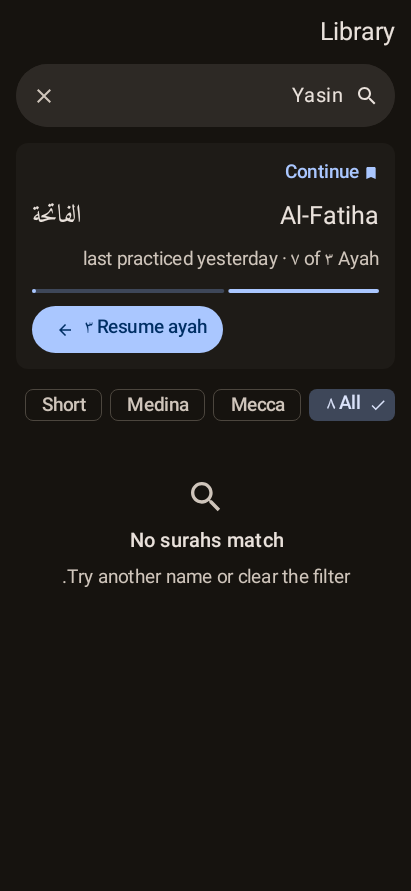 Library
Yasin
Continue
Al-Fatiha
الفاتحة
Ayah ٣ of ٧ · last practiced yesterday
Resume ayah ٣
All ٨
Mecca
Medina
Short
No surahs match
Try another name or clear the filter.